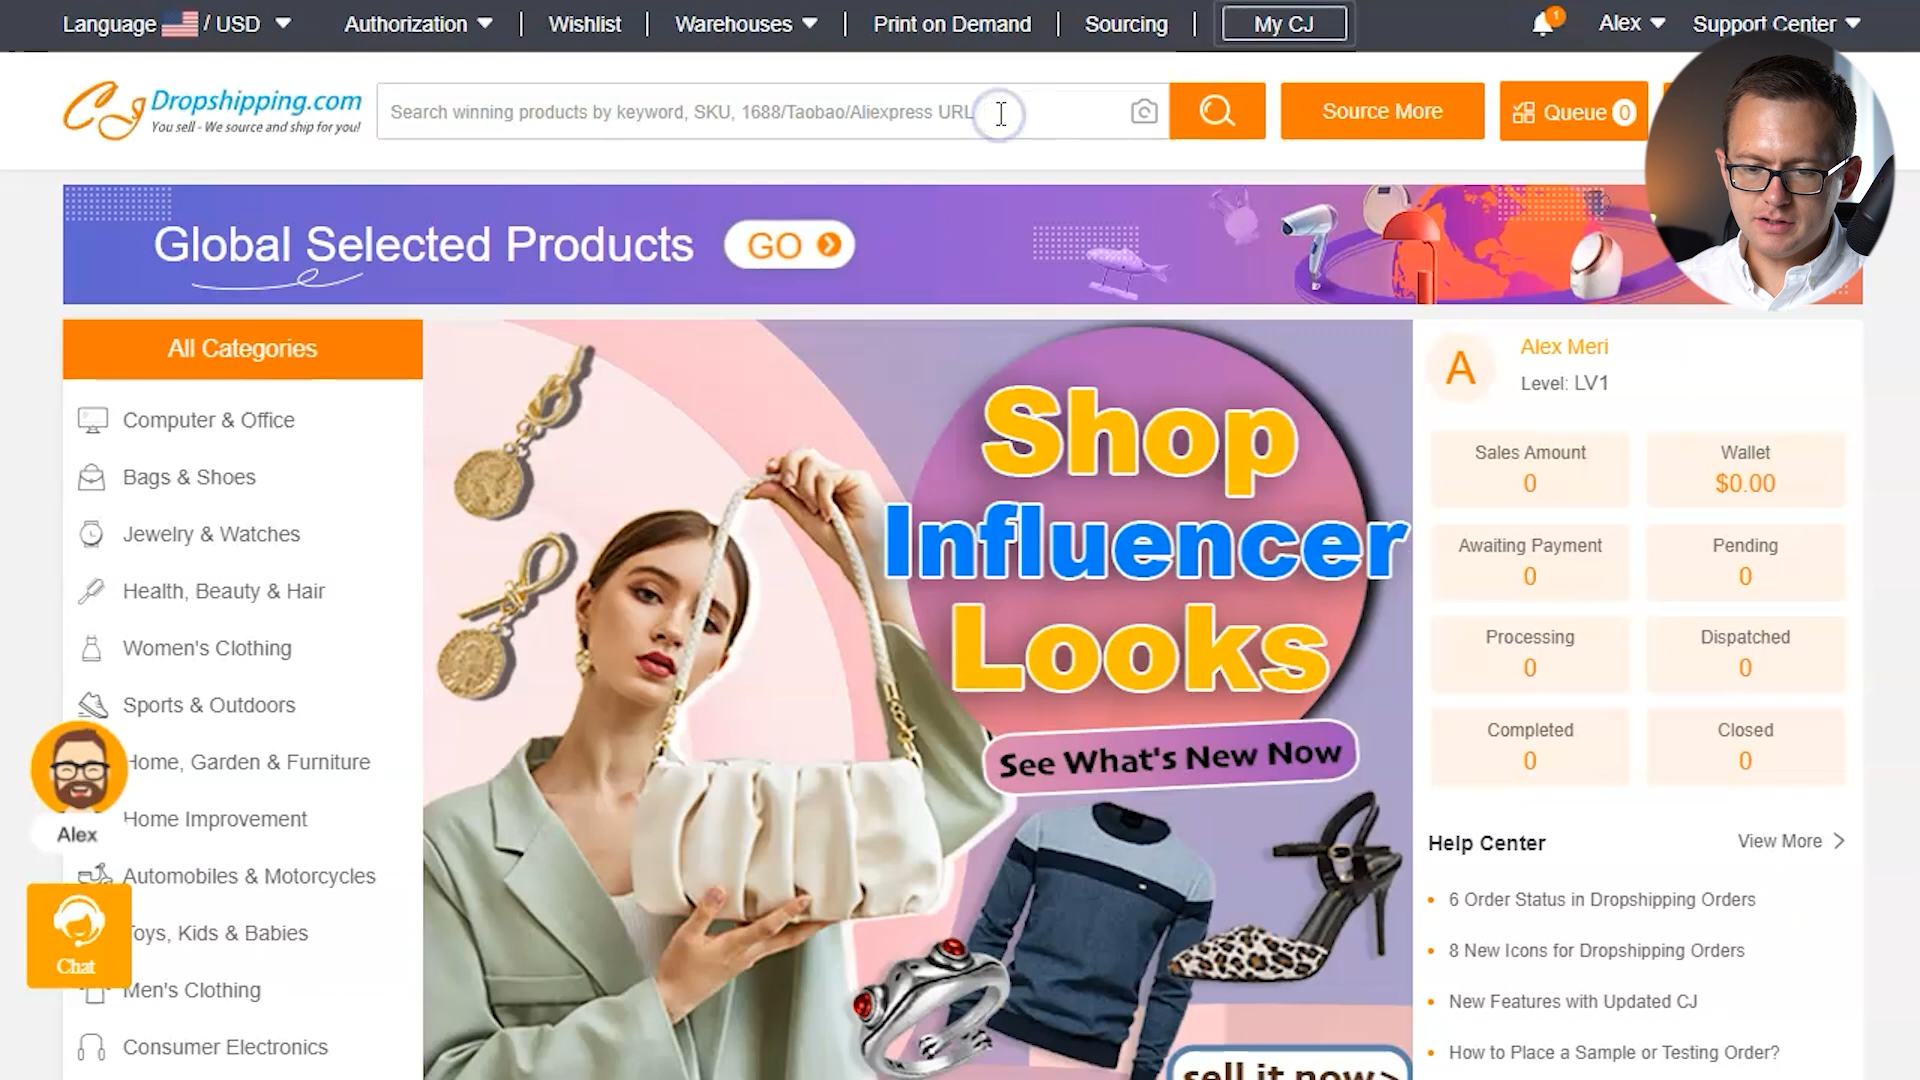 Language / USD Authorization Wishlist Warehouses Print on Demand Sourcing My CJ 1 Alex Support Center
CJ Dropshipping.com
You sell - We source and ship for you!
Search winning products by keyword, SKU, 1688/Taobao/Aliexpress URL
Source More
Queue 0
Global Selected Products GO
All Categories
Computer & Office
Bags & Shoes
Jewelry & Watches
Health, Beauty & Hair
Women's Clothing
Sports & Outdoors
Home, Garden & Furniture
Home Improvement
Automobiles & Motorcycles
Toys, Kids & Babies
Men's Clothing
Consumer Electronics
Alex
Chat
Shop
Influencer
Looks
See What's New Now
sell it now>
A
Alex Meri
Level: LV1
Sales Amount
0
Wallet
$0.00
Awaiting Payment
0
Pending
0
Processing
0
Dispatched
0
Completed
0
Closed
0
Help Center View More >
6 Order Status in Dropshipping Orders
8 New Icons for Dropshipping Orders
New Features with Updated CJ
How to Place a Sample or Testing Order?